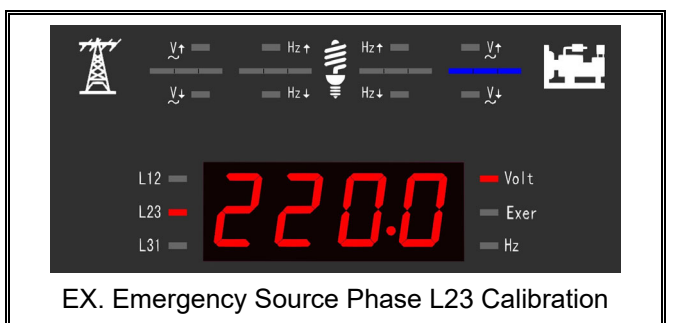 V↑ Hz↑ Hz↑ V↑
V↓ Hz↓ Hz↓ V↓
L12 Volt
L23 220.0 Exer
L31 Hz
EX. Emergency Source Phase L23 Calibration